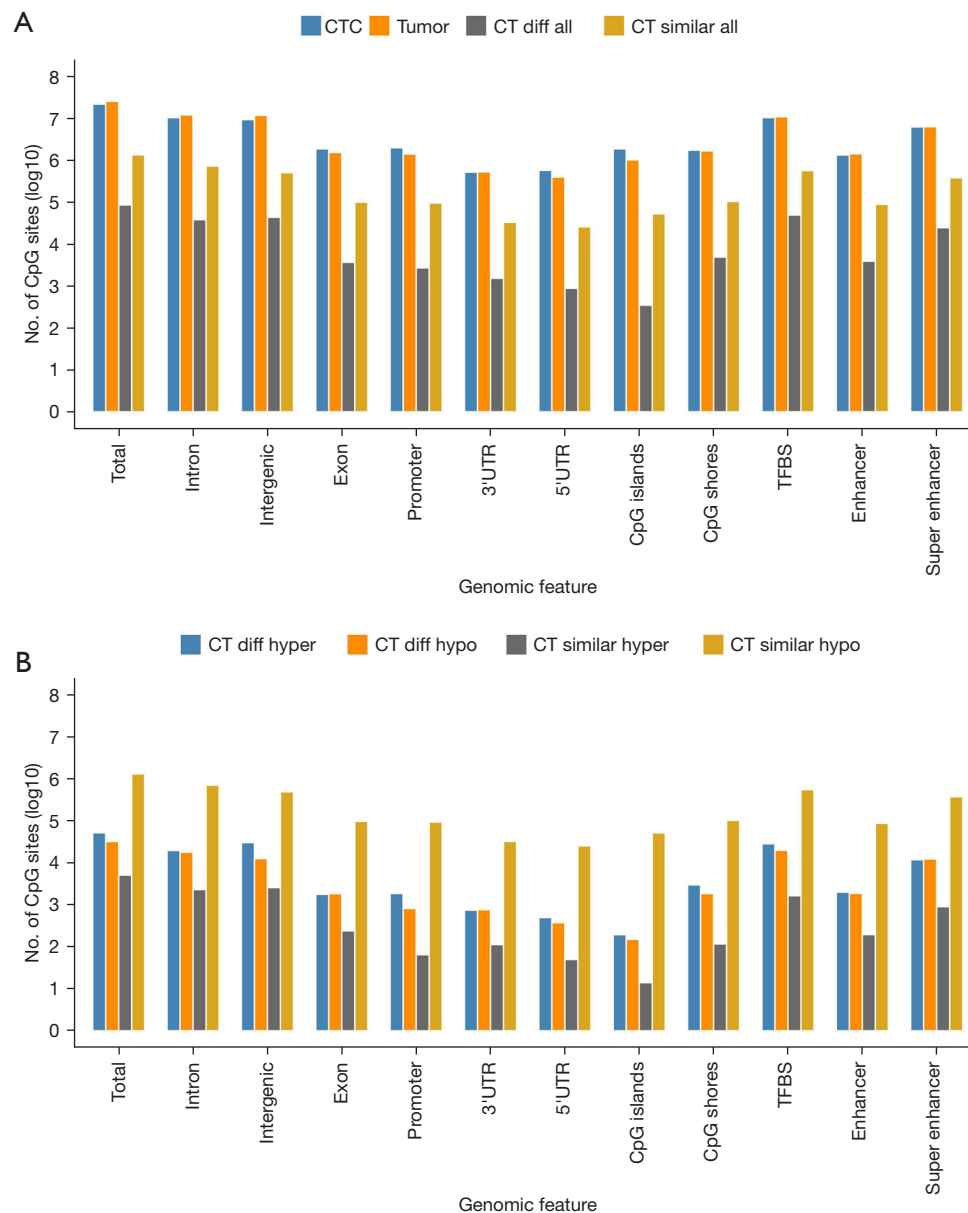 A
CTC Tumor CT diff all CT similar all
No. of CpG sites (log10)
8
7
6
5
4
3
2
1
0
Total
Intron
Intergenic
Exon
Promoter
3'UTR
5'UTR
CpG islands
CpG shores
TFBS
Enhancer
Super enhancer
Genomic feature
B
CT diff hyper CT diff hypo CT similar hyper CT similar hypo
No. of CpG sites (log10)
8
7
6
5
4
3
2
1
0
Total
Intron
Intergenic
Exon
Promoter
3'UTR
5'UTR
CpG islands
CpG shores
TFBS
Enhancer
Super enhancer
Genomic feature